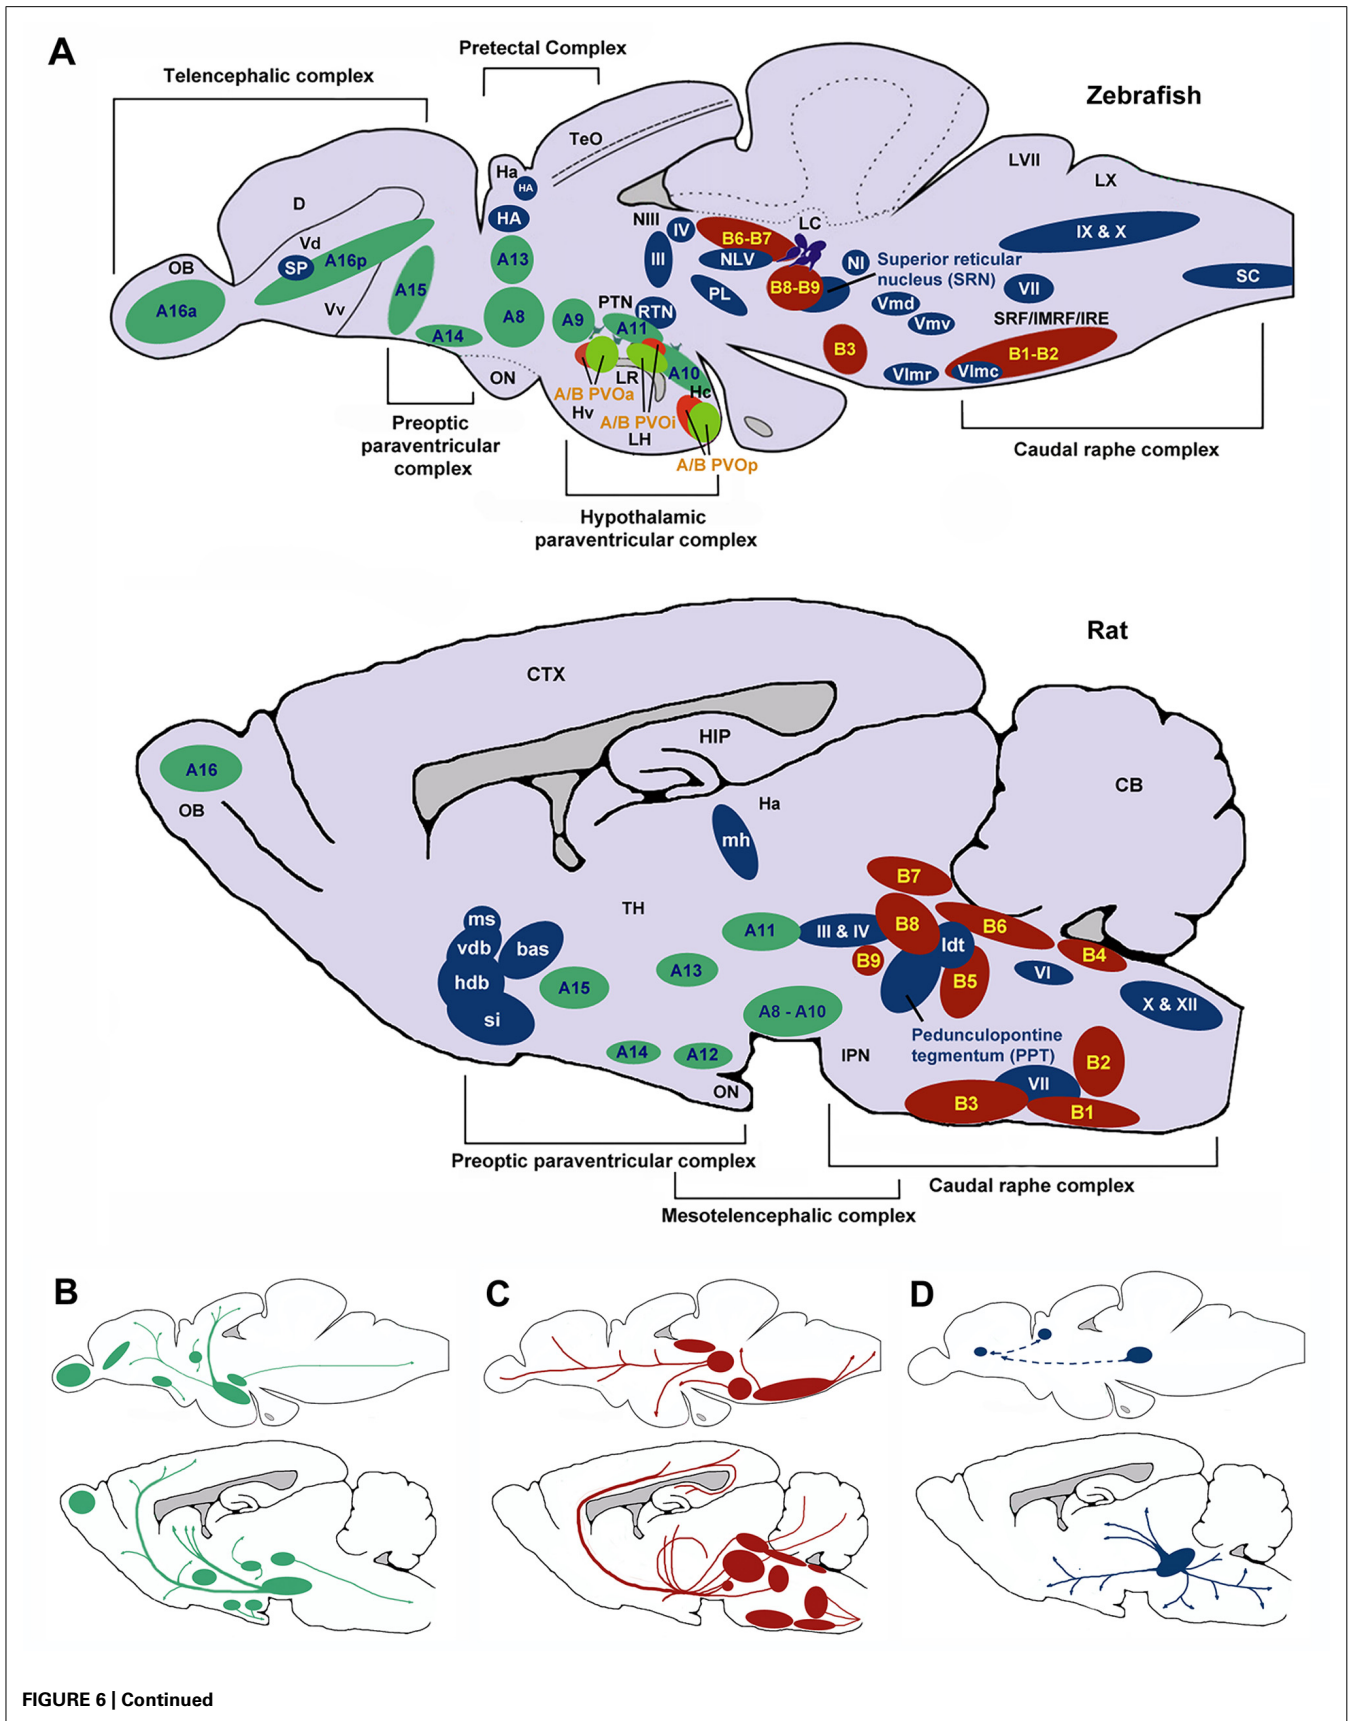 A
Pretectal Complex
Telencephalic complex
Zebrafish
TeO
LVII
Ha
LX
HA
D
HA
NIII
IV
LC
IX & X
Vd
B6-B7
OB
SP
A16p
A13
III
NLV
NI
Superior reticular
nucleus (SRN)
SC
A15
PL
B8-B9
VII
A16a
Vv
A8
A9
PTN
RTN
Vmd
Vmv
SRF/IMRF/IRE
A14
A11
B3
B1-B2
ON
LR
A10
VImr
VImc
A/B PVOa
Hc
Hv
A/B PVOi
LH
Preoptic
paraventricular
complex
A/B PVOp
Caudal raphe complex
Hypothalamic
paraventricular complex
Rat
CTX
HIP
A16
CB
OB
Ha
mh
B7
TH
ms
B8
B6
vdb
bas
A11
III & IV
ldt
B4
B9
hdb
A15
A13
B5
VI
si
A8 - A10
X & XII
Pedunculopontine
tegmentum (PPT)
A14
A12
IPN
B2
ON
VII
B3
B1
Preoptic paraventricular complex
Caudal raphe complex
Mesotelencephalic complex
B
C
D
FIGURE 6 | Continued